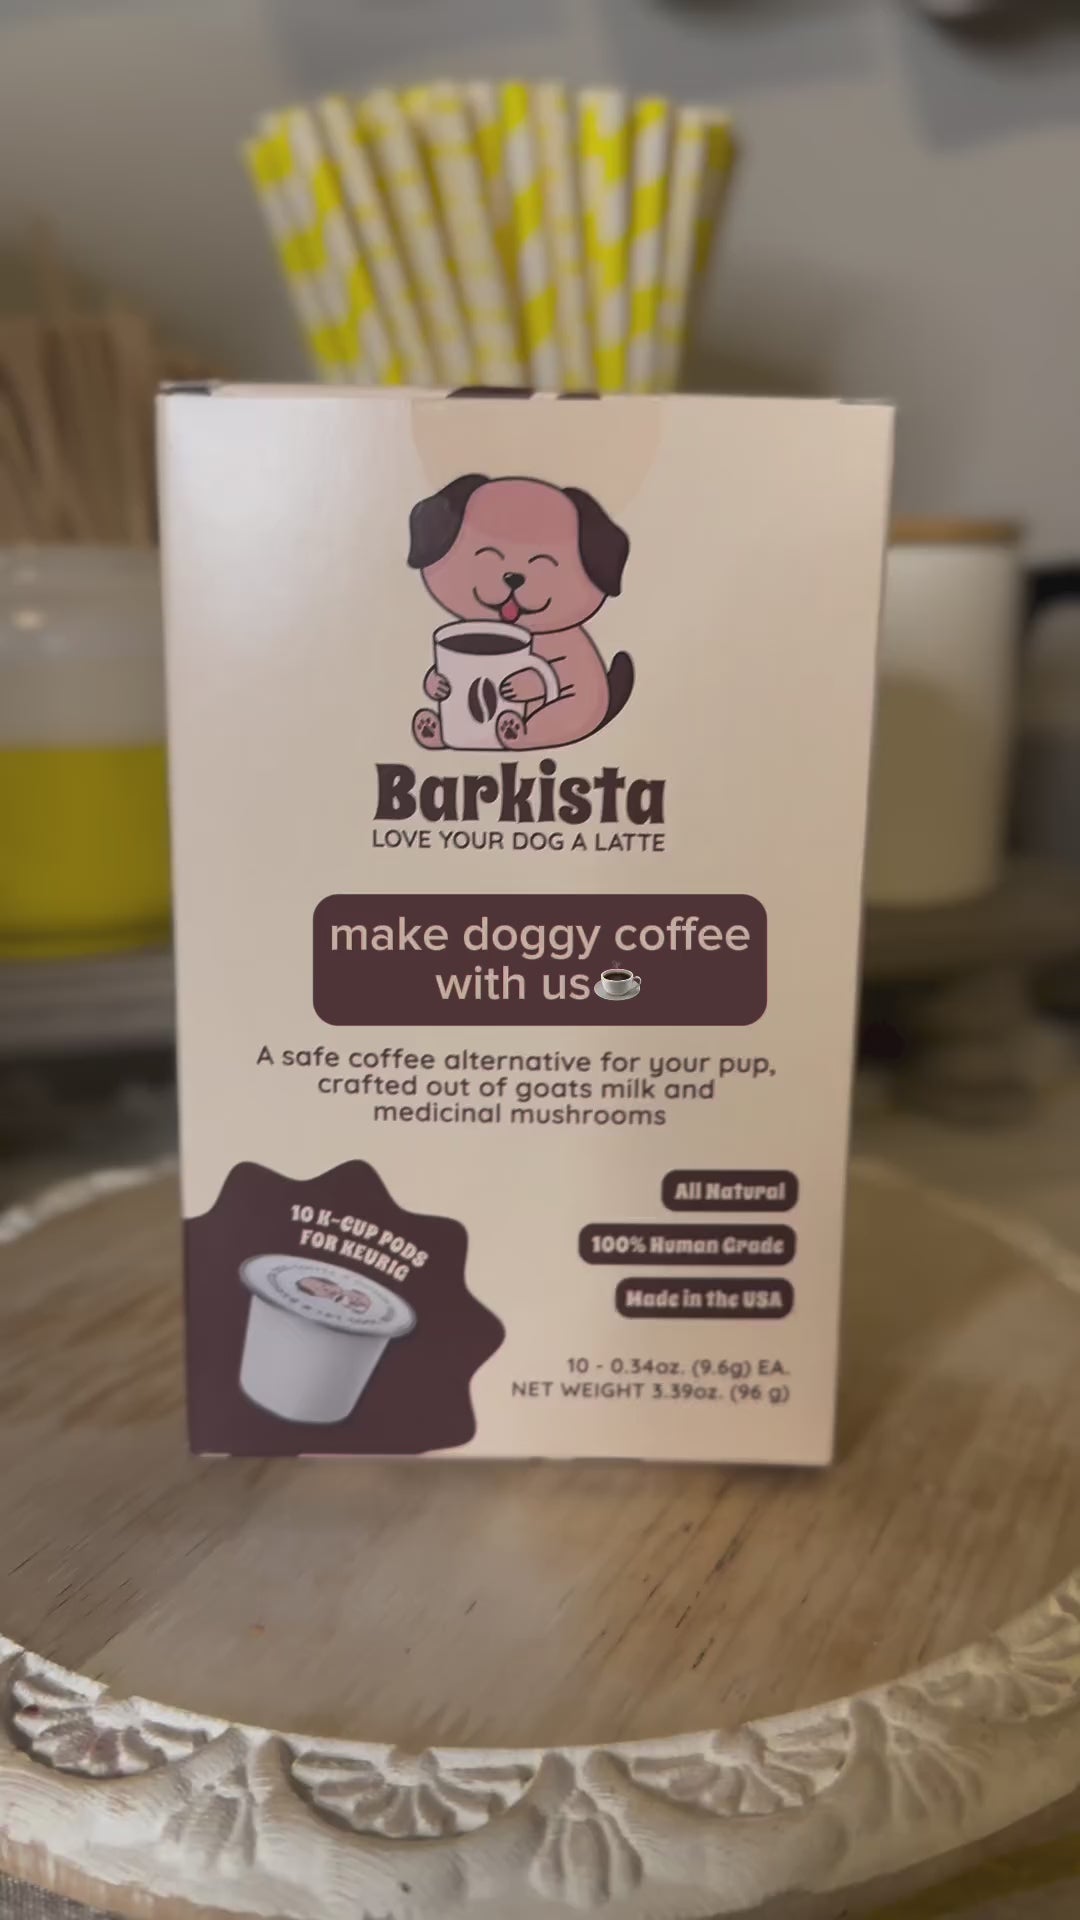 Barkista
LOVE YOUR DOG A LATTE
make doggy coffee
with us☕
A safe coffee alternative for your pup,
crafted out of goats milk and
medicinal mushrooms
10 K-CUP PODS
FOR KEURIG
All Natural
100% Human Grade
Made in the USA
10 - 0.34oz. (9.6g) EA.
NET WEIGHT 3.39oz. (96 g)